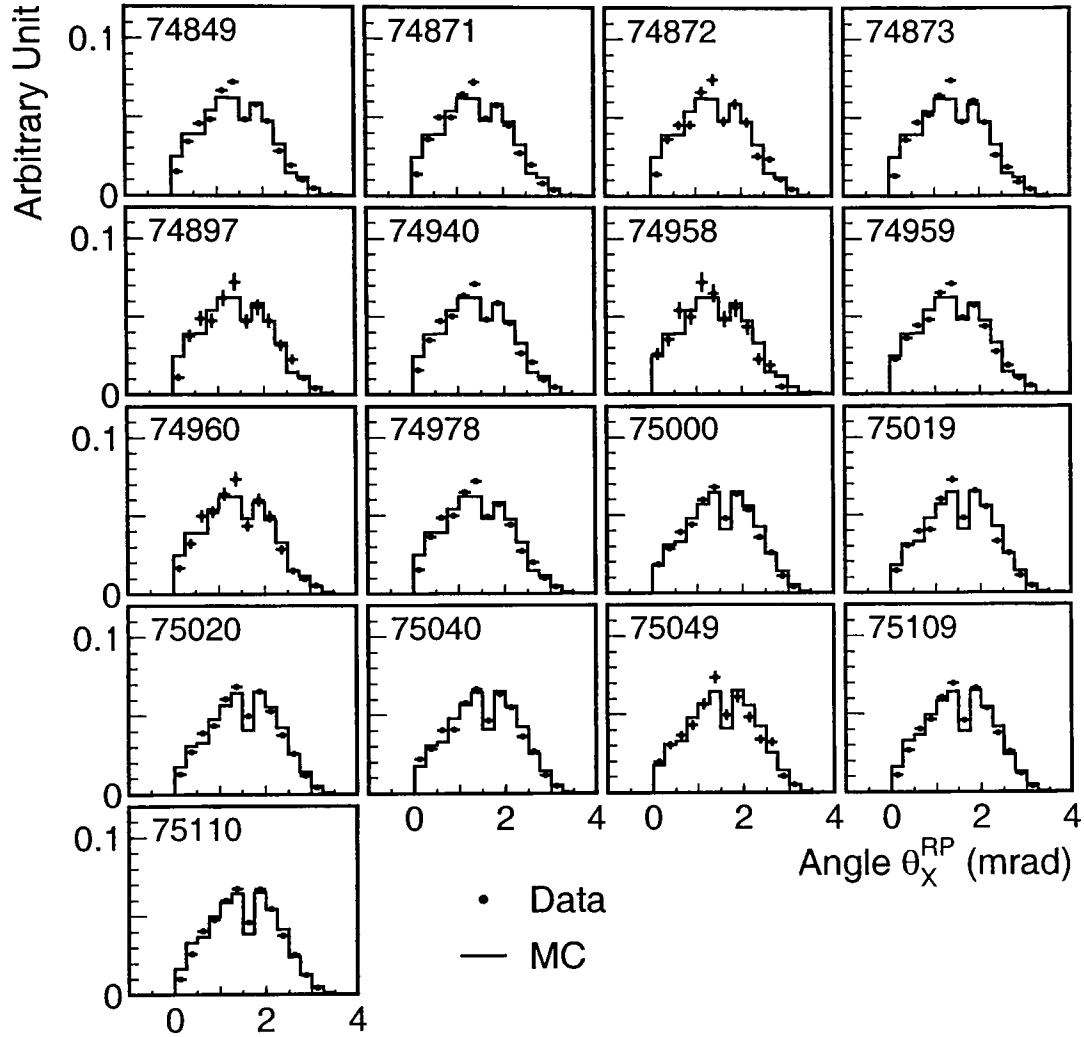 Arbitrary Unit
0.1 74849 74871 74872 74873
0
0.1 74897 74940 74958 74959
0
0.1 74960 74978 75000 75019
0
0.1 75020 75040 75049 75109
0
0 2 4 0 2 4 0 2 4
0.1 75110
Angle θ_X^RP (mrad)
Data
MC
0
0 2 4